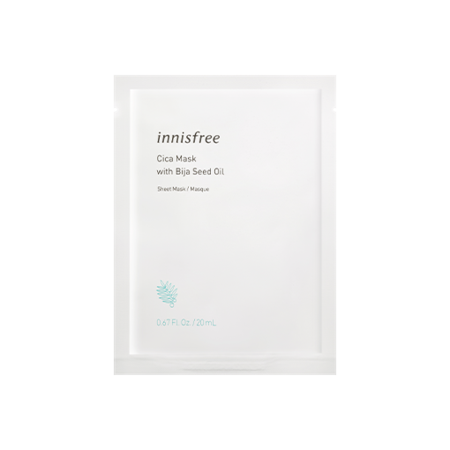 innisfree
Cica Mask
with Bija Seed Oil
Sheet Mask / Masque
0.67 Fl.Oz. / 20 mL